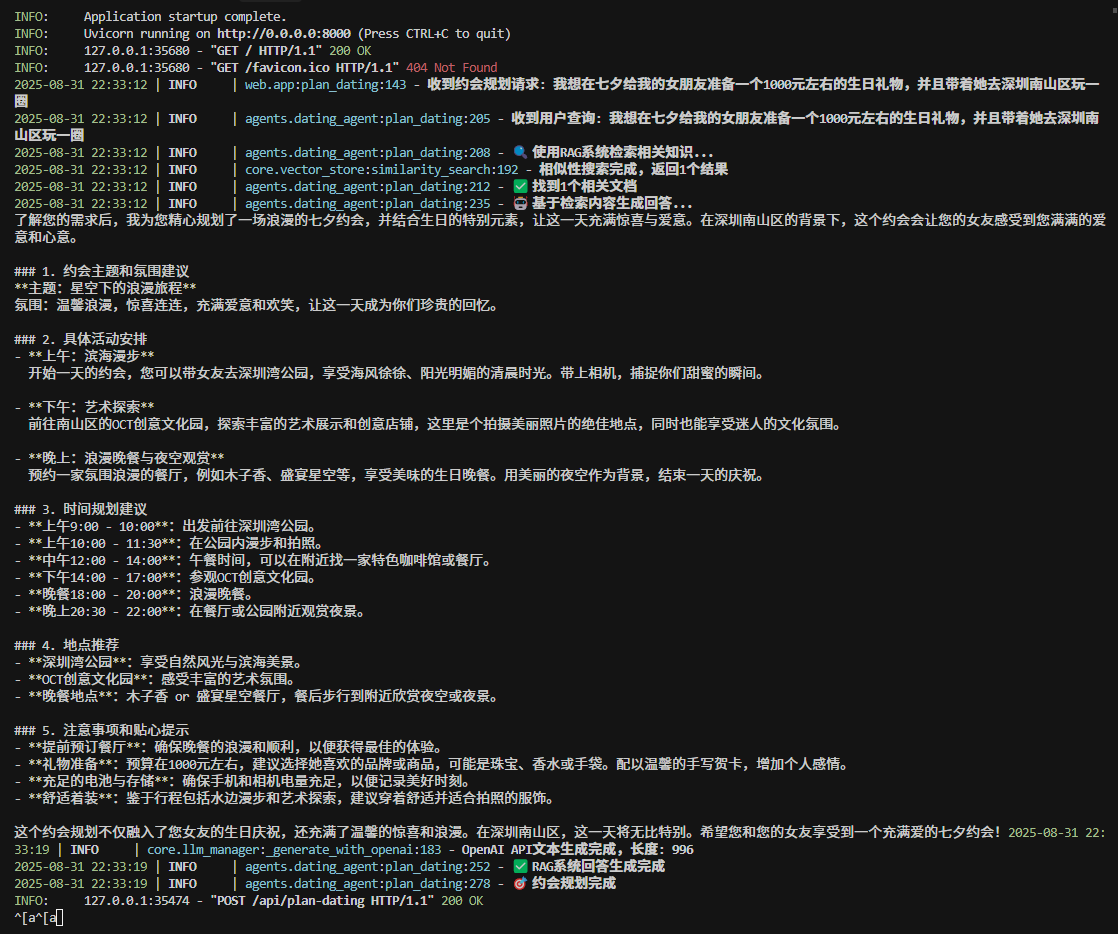 INFO:     Application startup complete.
INFO:     Uvicorn running on http://0.0.0.0:8000 (Press CTRL+C to quit)
INFO:     127.0.0.1:35680 - "GET / HTTP/1.1" 200 OK
INFO:     127.0.0.1:35680 - "GET /favicon.ico HTTP/1.1" 404 Not Found
2025-08-31 22:33:12 | INFO     | web.app:plan_dating:143 - 收到约会规划请求：我想在七夕给我的女朋友准备一个1000元左右的生日礼物，并且带着她去深圳南山区玩一
圈
2025-08-31 22:33:12 | INFO     | agents.dating_agent:plan_dating:205 - 收到用户查询：我想在七夕给我的女朋友准备一个1000元左右的生日礼物，并且带着她去深圳南
山区玩一圈
2025-08-31 22:33:12 | INFO     | agents.dating_agent:plan_dating:208 - 🔍 使用RAG系统检索相关知识...
2025-08-31 22:33:12 | INFO     | core.vector_store:similarity_search:192 - 相似性搜索完成，返回1个结果
2025-08-31 22:33:12 | INFO     | agents.dating_agent:plan_dating:212 - ✅ 找到1个相关文档
2025-08-31 22:33:12 | INFO     | agents.dating_agent:plan_dating:235 - 🤖 基于检索内容生成回答...
了解您的需求后，我为您精心规划了一场浪漫的七夕约会，并结合生日的特别元素，让这一天充满惊喜与爱意。在深圳南山区的背景下，这个约会会让您的女友感受到您满满的爱
意和心意。
### 1. 约会主题和氛围建议
**主题：星空下的浪漫旅程**
氛围：温馨浪漫，惊喜连连，充满爱意和欢笑，让这一天成为你们珍贵的回忆。
### 2. 具体活动安排
- **上午：滨海漫步**
  开始一天的约会，您可以带女友去深圳湾公园，享受海风徐徐、阳光明媚的清晨时光。带上相机，捕捉你们甜蜜的瞬间。
- **下午：艺术探索**
  前往南山区的OCT创意文化园，探索丰富的艺术展示和创意店铺，这里是个拍摄美丽照片的绝佳地点，同时也能享受迷人的文化氛围。
- **晚上：浪漫晚餐与夜空观赏**
  预约一家氛围浪漫的餐厅，例如木子香、盛宴星空等，享受美味的生日晚餐。用美丽的夜空作为背景，结束一天的庆祝。
### 3. 时间规划建议
- **上午9:00 - 10:00**：出发前往深圳湾公园。
- **上午10:00 - 11:30**：在公园内漫步和拍照。
- **中午12:00 - 14:00**：午餐时间，可以在附近找一家特色咖啡馆或餐厅。
- **下午14:00 - 17:00**：参观OCT创意文化园。
- **晚餐18:00 - 20:00**：浪漫晚餐。
- **晚上20:30 - 22:00**：在餐厅或公园附近观赏夜景。
### 4. 地点推荐
- **深圳湾公园**：享受自然风光与滨海美景。
- **OCT创意文化园**：感受丰富的艺术氛围。
- **晚餐地点**：木子香 or 盛宴星空餐厅，餐后步行到附近欣赏夜空或夜景。
### 5. 注意事项和贴心提示
- **提前预订餐厅**：确保晚餐的浪漫和顺利，以便获得最佳的体验。
- **礼物准备**：预算在1000元左右，建议选择她喜欢的品牌或商品，可能是珠宝、香水或手袋。配以温馨的手写贺卡，增加个人感情。
- **充足的电池与存储**：确保手机和相机电量充足，以便记录美好时刻。
- **舒适着装**：鉴于行程包括水边漫步和艺术探索，建议穿着舒适并适合拍照的服饰。
这个约会规划不仅融入了您女友的生日庆祝，还充满了温馨的惊喜和浪漫。在深圳南山区，这一天将无比特别。希望您和您的女友享受到一个充满爱的七夕约会！2025-08-31 22:
33:19 | INFO     | core.llm_manager:_generate_with_openai:183 - OpenAI API文本生成完成，长度：996
2025-08-31 22:33:19 | INFO     | agents.dating_agent:plan_dating:252 - ✅ RAG系统回答生成完成
2025-08-31 22:33:19 | INFO     | agents.dating_agent:plan_dating:278 - 🎯 约会规划完成
INFO:     127.0.0.1:35474 - "POST /api/plan-dating HTTP/1.1" 200 OK
^[a^[a